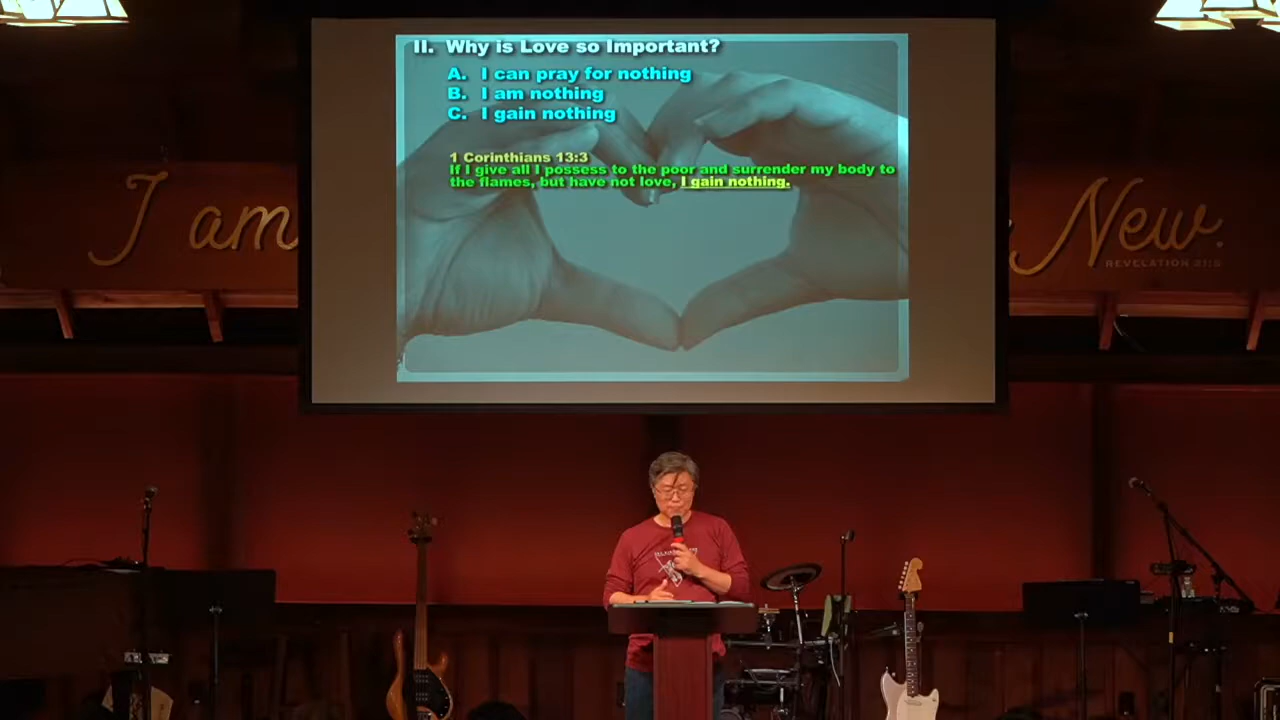 II. Why is Love so Important?
A. I can pray for nothing
B. I am nothing
C. I gain nothing
1 Corinthians 13:3
If I give all I possess to the poor and surrender my body to
the flames, but have not love, I gain nothing.
I am
New.
REVELATION 21:5